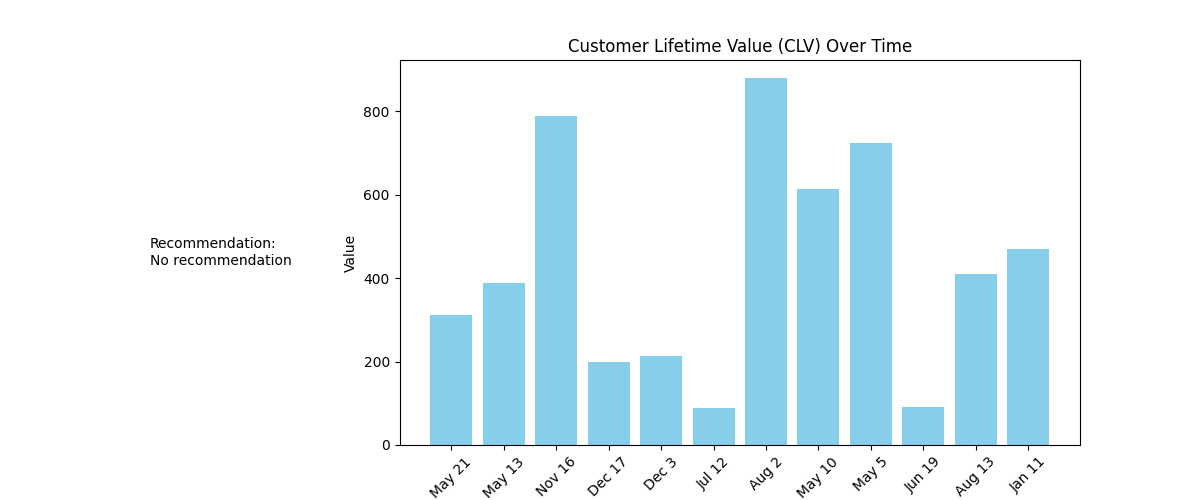 Customer Lifetime Value (CLV) Over Time
Recommendation:
No recommendation
Value
800
600
400
200
0
May 21
May 13
Nov 16
Dec 17
Dec 3
Jul 12
Aug 2
May 10
May 5
Jun 19
Aug 13
Jan 11